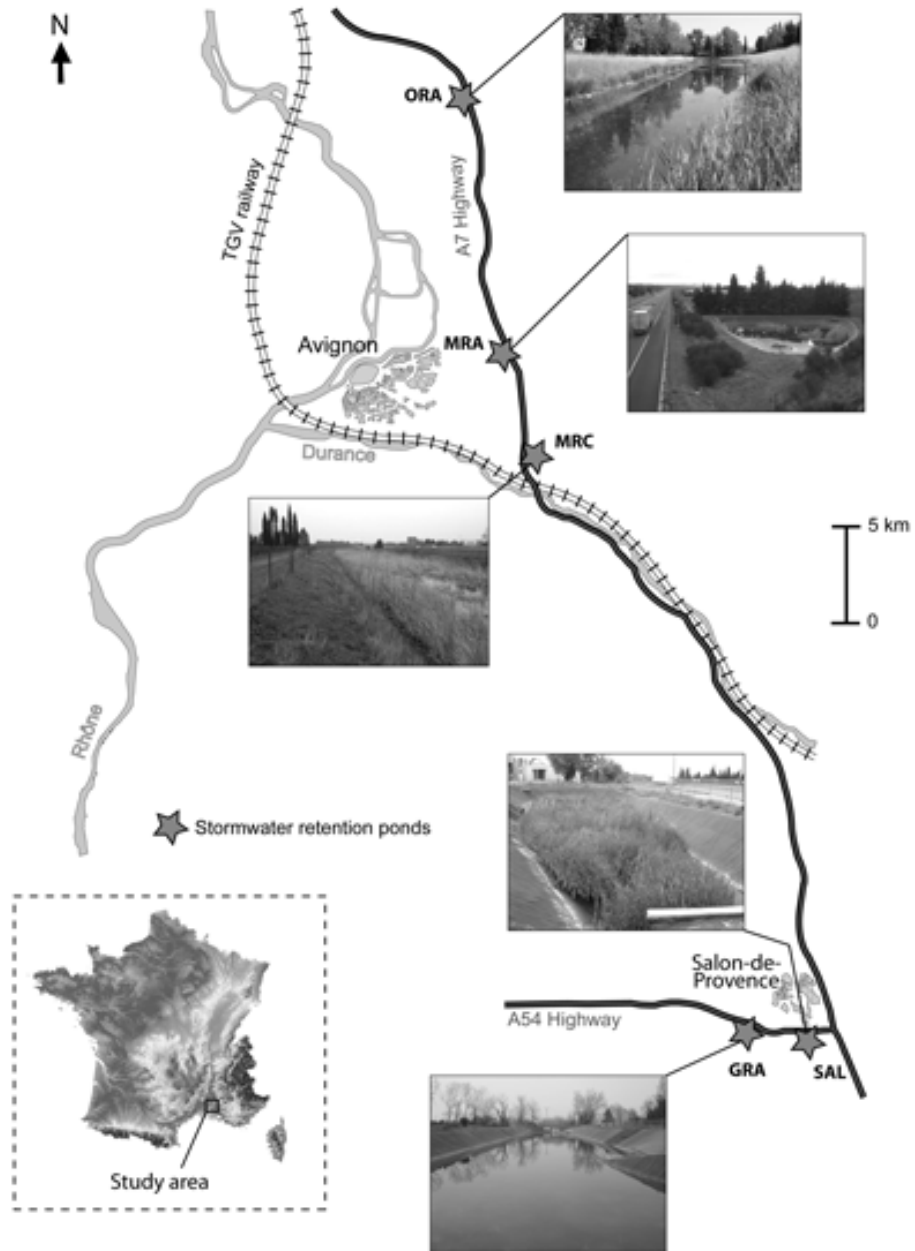 N
ORA
A7 Highway
TGV railway
MRA
Avignon
MRC
Durance
5 km
0
Rhône
Stormwater retention ponds
Salon-de-
Provence
A54 Highway
GRA
SAL
Study area